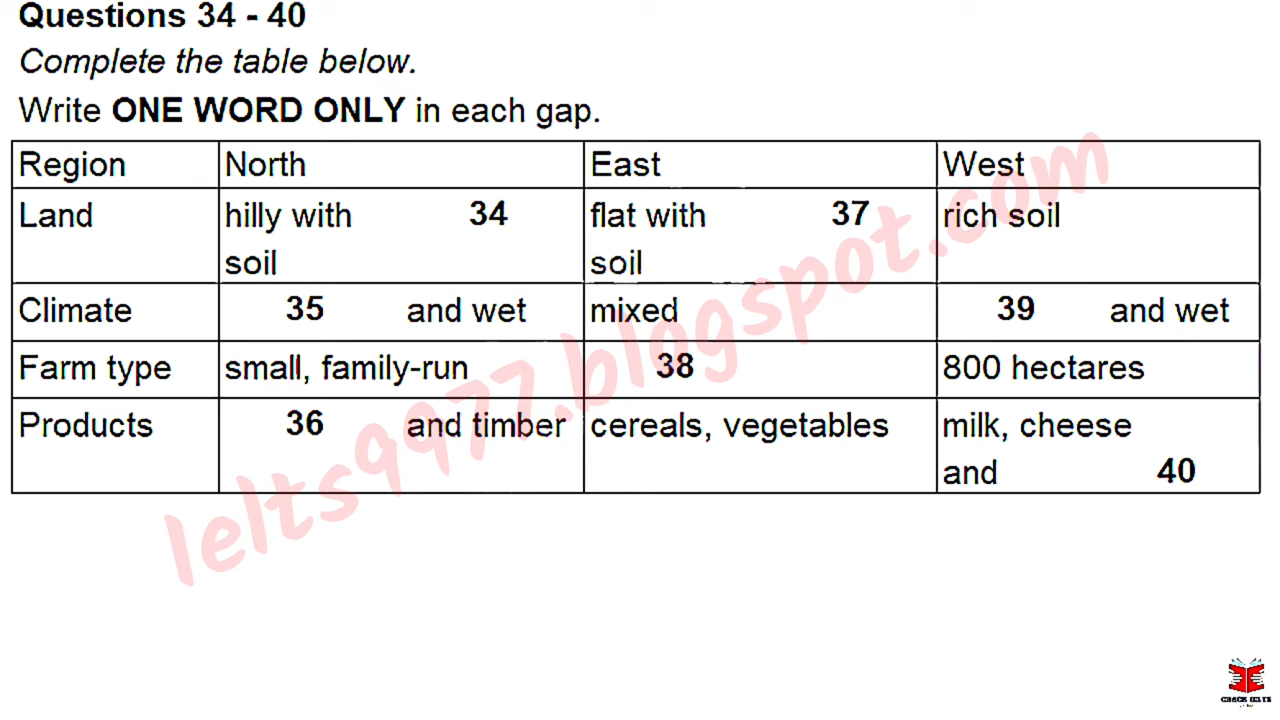 Questions 34 - 40
Complete the table below.
Write ONE WORD ONLY in each gap.
Region North East West
Land hilly with 34 soil flat with 37 soil rich soil
Climate 35 and wet mixed 39 and wet
Farm type small, family-run 38 800 hectares
Products 36 and timber cereals, vegetables milk, cheese and 40
Ielts9977.blogspot.com
CRACK IELTS